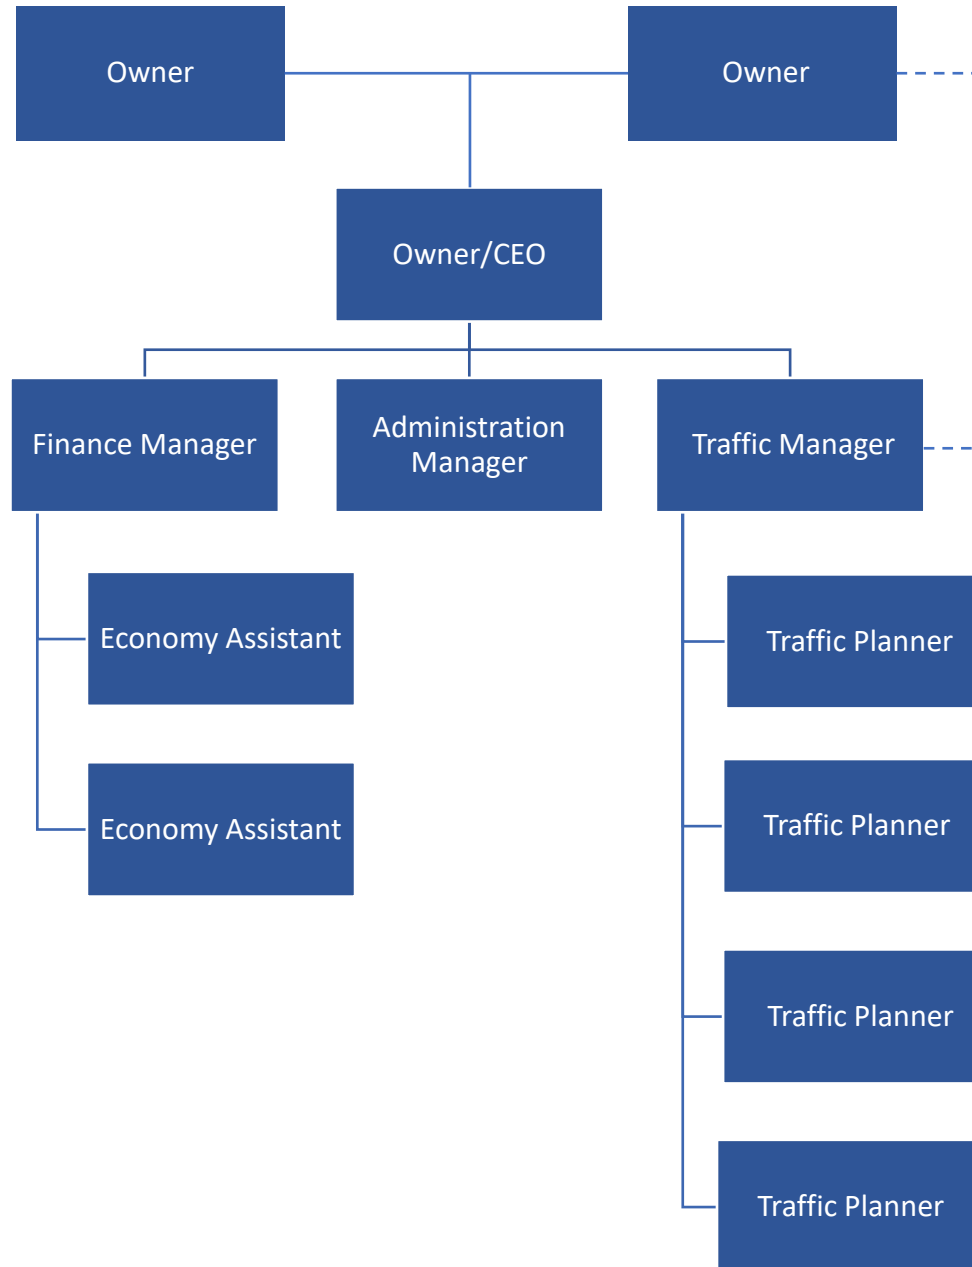 Owner
Owner
Owner/CEO
Finance Manager
Administration
Manager
Traffic Manager
Economy Assistant
Traffic Planner
Economy Assistant
Traffic Planner
Traffic Planner
Traffic Planner